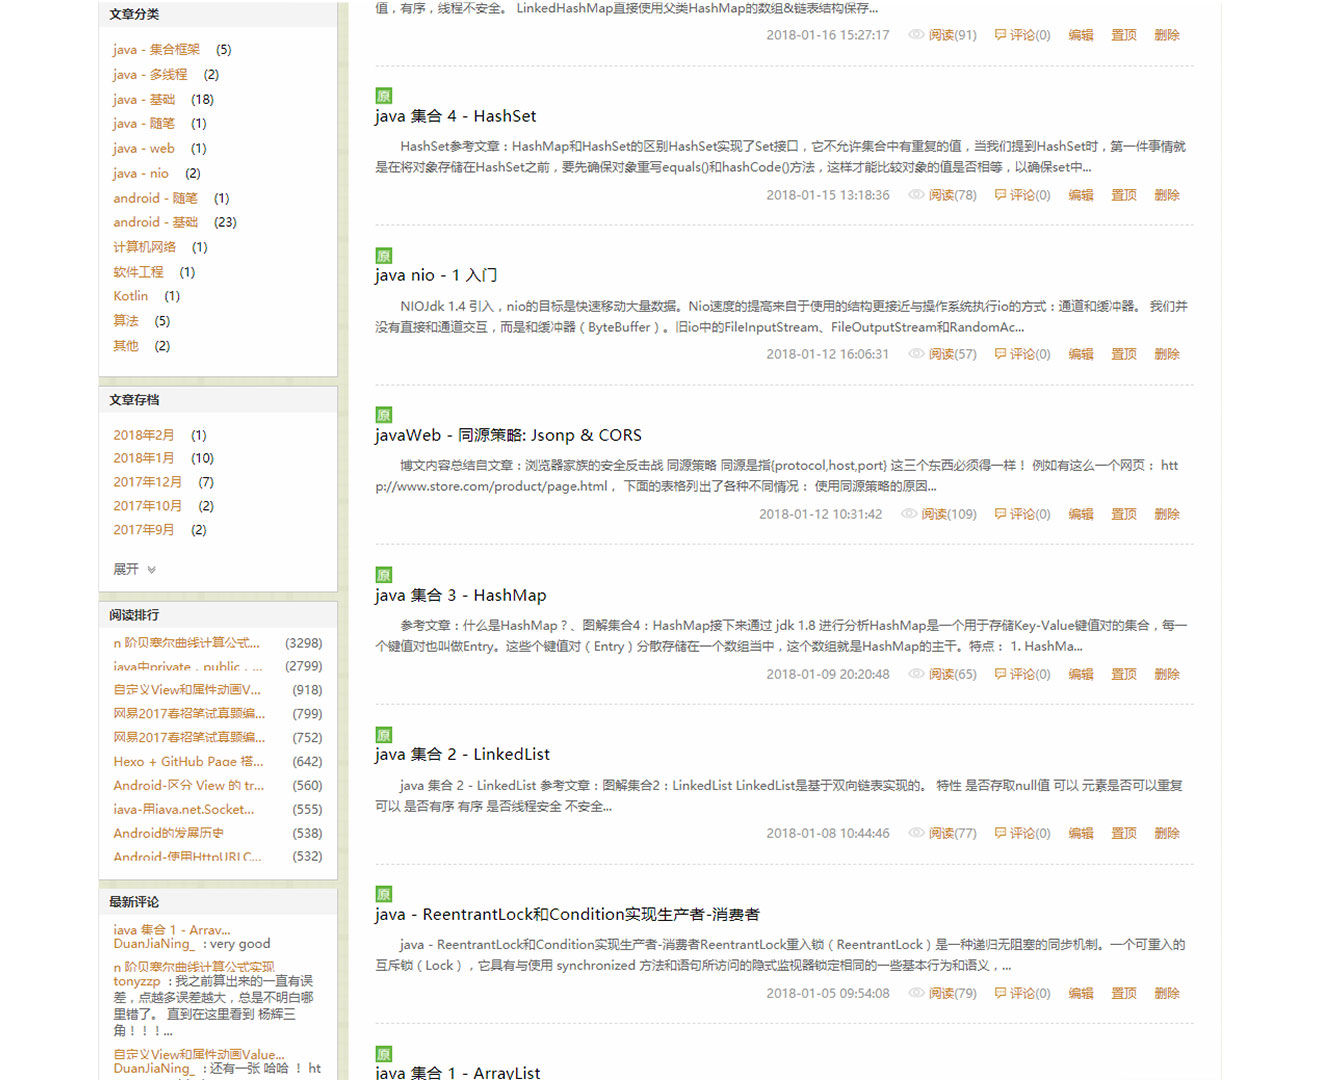 文章分类
java - 集合框架 (5)
java - 多线程 (2)
java - 基础 (18)
java - 随笔 (1)
java - web (1)
java - nio (2)
android - 随笔 (1)
android - 基础 (23)
计算机网络 (1)
软件工程 (1)
Kotlin (1)
算法 (5)
其他 (2)
文章存档
2018年2月 (1)
2018年1月 (10)
2017年12月 (7)
2017年10月 (2)
2017年9月 (2)
展开
阅读排行
n 阶贝塞尔曲线计算公式... (3298)
java中private，public，... (2799)
自定义View和属性动画V... (918)
网易2017春招笔试真题编... (799)
网易2017春招笔试真题编... (752)
Hexo + GitHub Page 搭... (642)
Android-区分 View 的 tr... (560)
java-用java.net.Socket... (555)
Android的发展历史 (538)
Android-使用HttpURLC... (532)
最新评论
java 集合 1 - Array...
DuanJiaNing_ : very good
n 阶贝塞尔曲线计算公式实现
tonyzzp : 我之前算出来的一直有误
差，点越多误差越大，总是不明白哪
里错了。 直到在这里看到 杨辉三
角！！！...
自定义View和属性动画Value...
DuanJiaNing_ : 还有一张 哈哈 ！ ht
值，有序，线程不安全。 LinkedHashMap直接使用父类HashMap的数组&链表结构保存...
2018-01-16 15:27:17 阅读(91) 评论(0) 编辑 置顶 删除
原
java 集合 4 - HashSet
HashSet参考文章：HashMap和HashSet的区别HashSet实现了Set接口，它不允许集合中有重复的值，当我们提到HashSet时，第一件事情就
是在将对象存储在HashSet之前，要先确保对象重写equals()和hashCode()方法，这样才能比较对象的值是否相等，以确保set中...
2018-01-15 13:18:36 阅读(78) 评论(0) 编辑 置顶 删除
原
java nio - 1 入门
NIOJdk 1.4 引入，nio的目标是快速移动大量数据。Nio速度的提高来自于使用的结构更接近与操作系统执行io的方式：通道和缓冲器。 我们并
没有直接和通道交互，而是和缓冲器（ByteBuffer）。旧io中的FileInputStream、FileOutputStream和RandomAc...
2018-01-12 16:06:31 阅读(57) 评论(0) 编辑 置顶 删除
原
javaWeb - 同源策略: Jsonp & CORS
博文内容总结自文章：浏览器家族的安全反击战 同源策略 同源是指{protocol,host,port} 这三个东西必须得一样！ 例如有这么一个网页： htt
p://www.store.com/product/page.html， 下面的表格列出了各种不同情况： 使用同源策略的原因...
2018-01-12 10:31:42 阅读(109) 评论(0) 编辑 置顶 删除
原
java 集合 3 - HashMap
参考文章：什么是HashMap？、图解集合4：HashMap接下来通过 jdk 1.8 进行分析HashMap是一个用于存储Key-Value键值对的集合，每一
个键值对也叫做Entry。这些个键值对（Entry）分散存储在一个数组当中，这个数组就是HashMap的主干。特点： 1. HashMa...
2018-01-09 20:20:48 阅读(65) 评论(0) 编辑 置顶 删除
原
java 集合 2 - LinkedList
java 集合 2 - LinkedList 参考文章：图解集合2：LinkedList LinkedList是基于双向链表实现的。 特性 是否存取null值 可以 元素是否可以重复
可以 是否有序 有序 是否线程安全 不安全...
2018-01-08 10:44:46 阅读(77) 评论(0) 编辑 置顶 删除
原
java - ReentrantLock和Condition实现生产者-消费者
java - ReentrantLock和Condition实现生产者-消费者ReentrantLock重入锁（ReentrantLock）是一种递归无阻塞的同步机制。一个可重入的
互斥锁（Lock），它具有与使用 synchronized 方法和语句所访问的隐式监视器锁定相同的一些基本行为和语义，...
2018-01-05 09:54:08 阅读(79) 评论(0) 编辑 置顶 删除
原
java 集合 1 - ArrayList